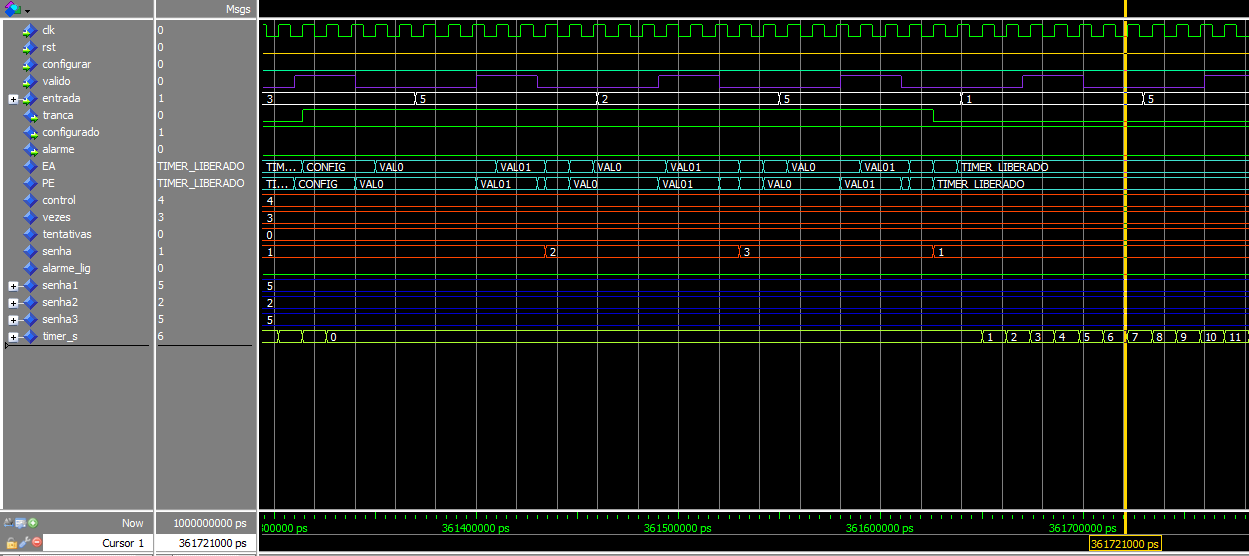 Msgs
clk 0
rst 0
configurar 0
valido 0
entrada 1 3 5 2 5 1 5
tranca 0
configurado 1
alarme 0
EA TIMER_LIBERADO TIM... CONFIG VAL0 VAL01 VAL0 VAL01 VAL0 VAL01 TIMER_LIBERADO
PE TIMER_LIBERADO TI... CONFIG VAL0 VAL01 VAL0 VAL01 VAL0 VAL01 TIMER_LIBERADO
control 4 4
vezes 3 3
tentativas 0 0
senha 1 1 2 3 1
alarme_lig 0
senha1 5 5
senha2 2 2
senha3 5 5
timer_s 6 0 1 2 3 4 5 6 7 8 9 10 11
Now 1000000000 ps 00000 ps 361400000 ps 361500000 ps 361600000 ps 361700000 ps
Cursor 1 361721000 ps 361721000 ps